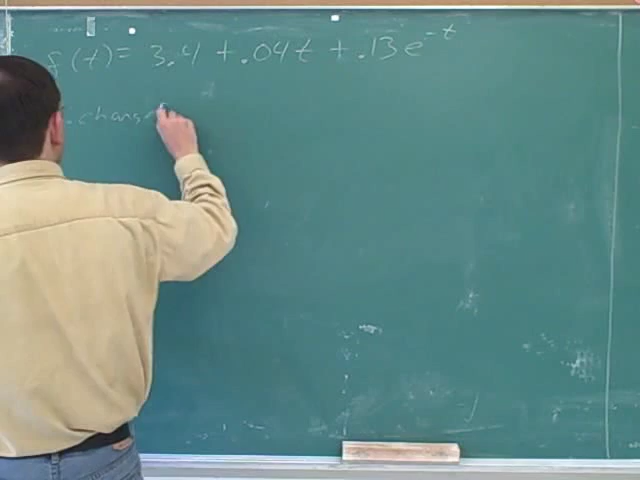 f(t) = 3.4 + .04t + .13e^{-t}
. change